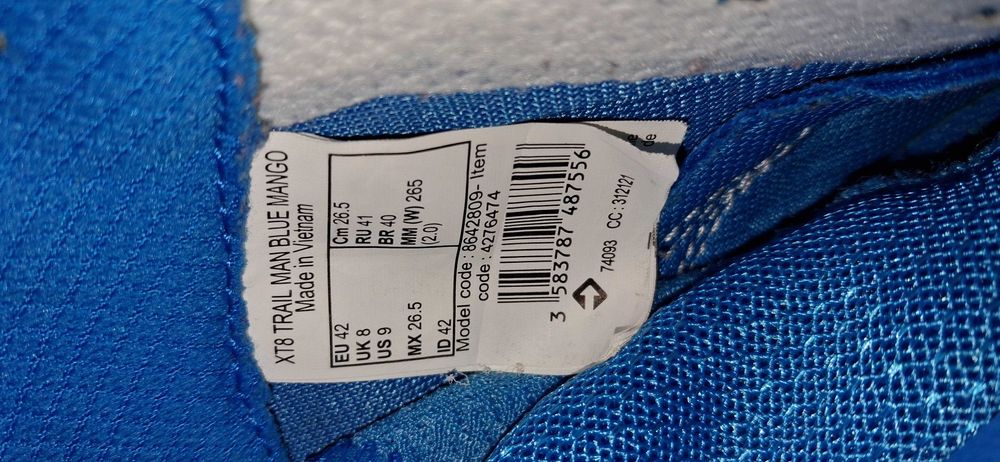 XT8 TRAIL MAN BLUE MANGO
Made in Vietnam
EU 42 Cm 26.5
UK 8 RU 41
US 9 BR 40
MX 26.5 MM (W) 265
ID 42 (2.0)
Model code : 8642809- Item
code : 4276474
3 583787 487556
74093 CC : 312121
de